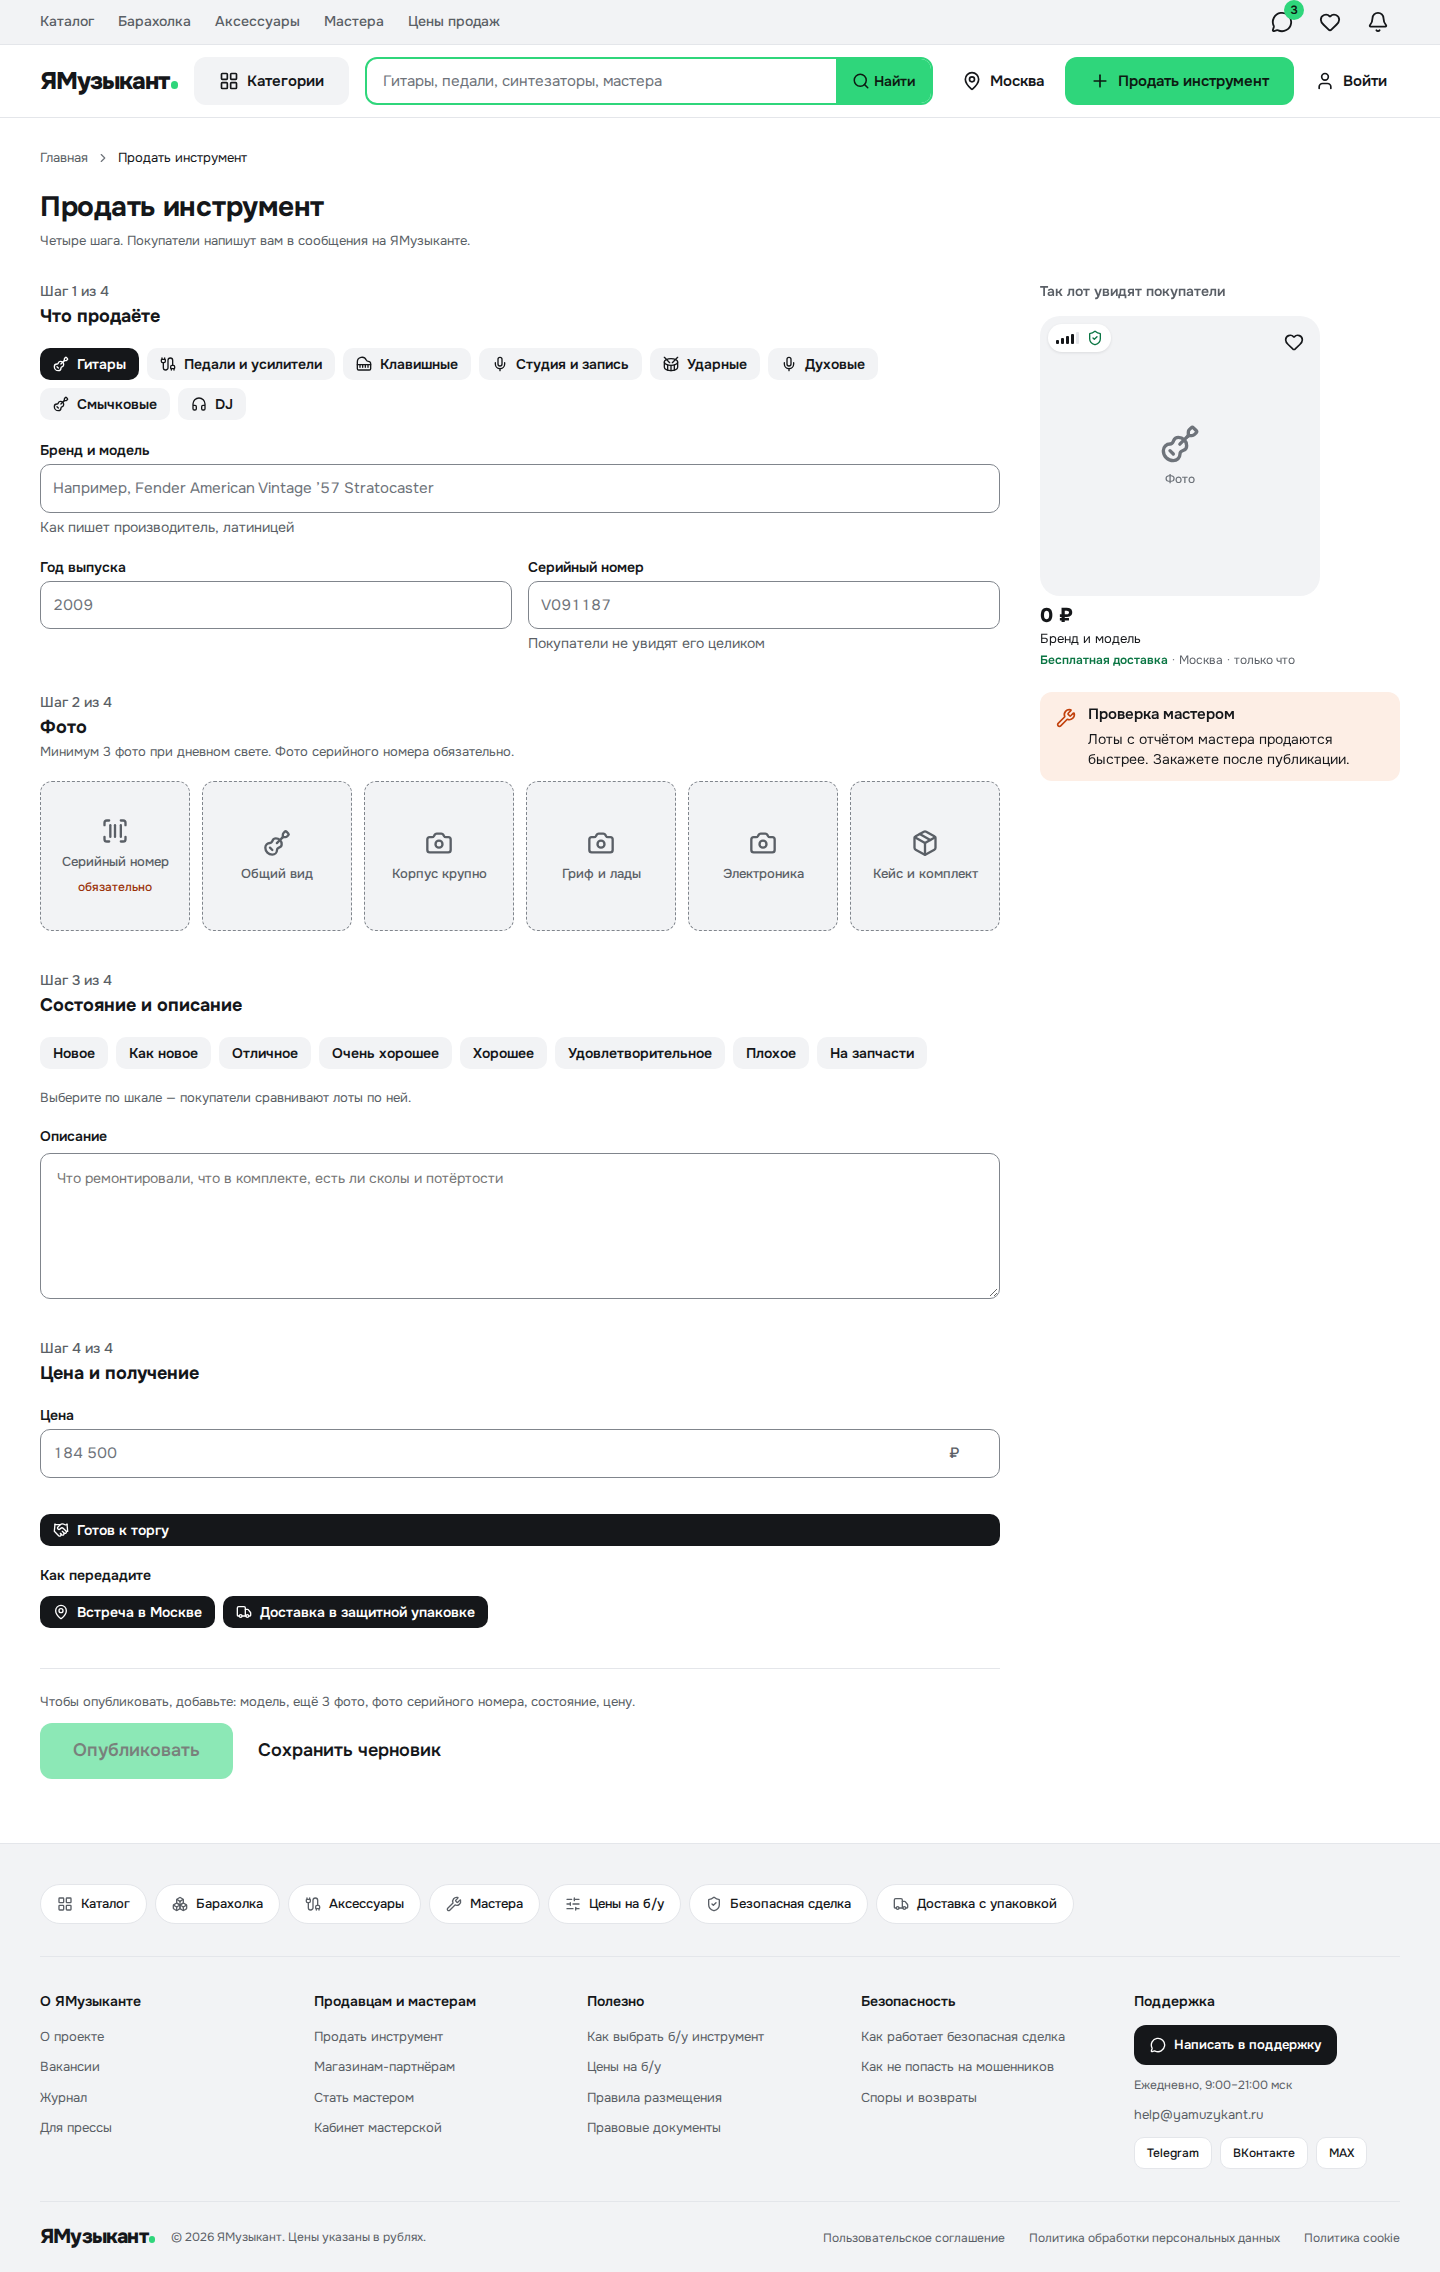 Каталог Барахолка Аксессуары Мастера Цены продаж 3
ЯМузыкант. Категории Гитары, педали, синтезаторы, мастера Найти Москва Продать инструмент Войти
Главная Продать инструмент
Продать инструмент
Четыре шага. Покупатели напишут вам в сообщения на ЯМузыканте.
Шаг 1 из 4
Что продаёте
Гитары Педали и усилители Клавишные Студия и запись Ударные Духовые
Смычковые DJ
Бренд и модель
Например, Fender American Vintage '57 Stratocaster
Как пишет производитель, латиницей
Год выпуска Серийный номер
2009 V091187
Покупатели не увидят его целиком
Так лот увидят покупатели
Фото
0 ₽
Бренд и модель
Бесплатная доставка · Москва · только что
Проверка мастером
Лоты с отчётом мастера продаются
быстрее. Закажете после публикации.
Шаг 2 из 4
Фото
Минимум 3 фото при дневном свете. Фото серийного номера обязательно.
Серийный номер Общий вид Корпус крупно Гриф и лады Электроника Кейс и комплект
обязательно
Шаг 3 из 4
Состояние и описание
Новое Как новое Отличное Очень хорошее Хорошее Удовлетворительное Плохое На запчасти
Выберите по шкале — покупатели сравнивают лоты по ней.
Описание
Что ремонтировали, что в комплекте, есть ли сколы и потёртости
Шаг 4 из 4
Цена и получение
Цена
184 500 ₽
Готов к торгу
Как передадите
Встреча в Москве Доставка в защитной упаковке
Чтобы опубликовать, добавьте: модель, ещё 3 фото, фото серийного номера, состояние, цену.
Опубликовать Сохранить черновик
Каталог Барахолка Аксессуары Мастера Цены на б/у Безопасная сделка Доставка с упаковкой
О ЯМузыканте
О проекте
Вакансии
Журнал
Для прессы
Продавцам и мастерам
Продать инструмент
Магазинам-партнёрам
Стать мастером
Кабинет мастерской
Полезно
Как выбрать б/у инструмент
Цены на б/у
Правила размещения
Правовые документы
Безопасность
Как работает безопасная сделка
Как не попасть на мошенников
Споры и возвраты
Поддержка
Написать в поддержку
Ежедневно, 9:00–21:00 мск
help@yamuzykant.ru
Telegram ВКонтакте MAX
ЯМузыкант. © 2026 ЯМузыкант. Цены указаны в рублях. Пользовательское соглашение Политика обработки персональных данных Политика cookie